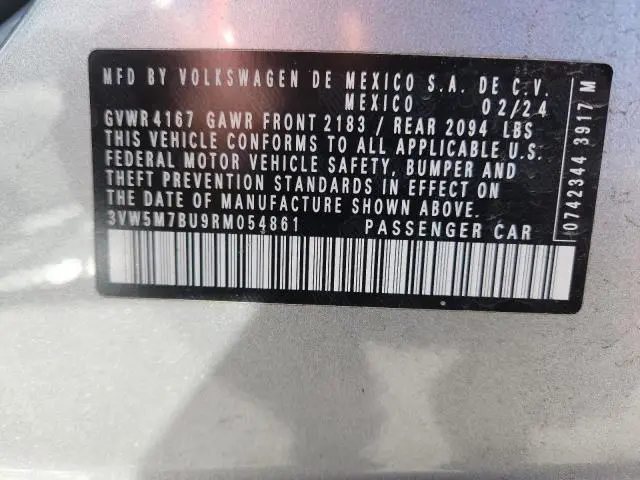 MFD BY VOLKSWAGEN DE MEXICO S.A. DE C.V.
MEXICO 02/24
GVWR 4167 GAWR FRONT 2183 / REAR 2094 LBS
THIS VEHICLE CONFORMS TO ALL APPLICABLE U.S.
FEDERAL MOTOR VEHICLE SAFETY, BUMPER AND
THEFT PREVENTION STANDARDS IN EFFECT ON
THE DATE OF MANUFACTURE SHOWN ABOVE.
3VW5M7BU9RM054861 PASSENGER CAR
0742344 3917 M